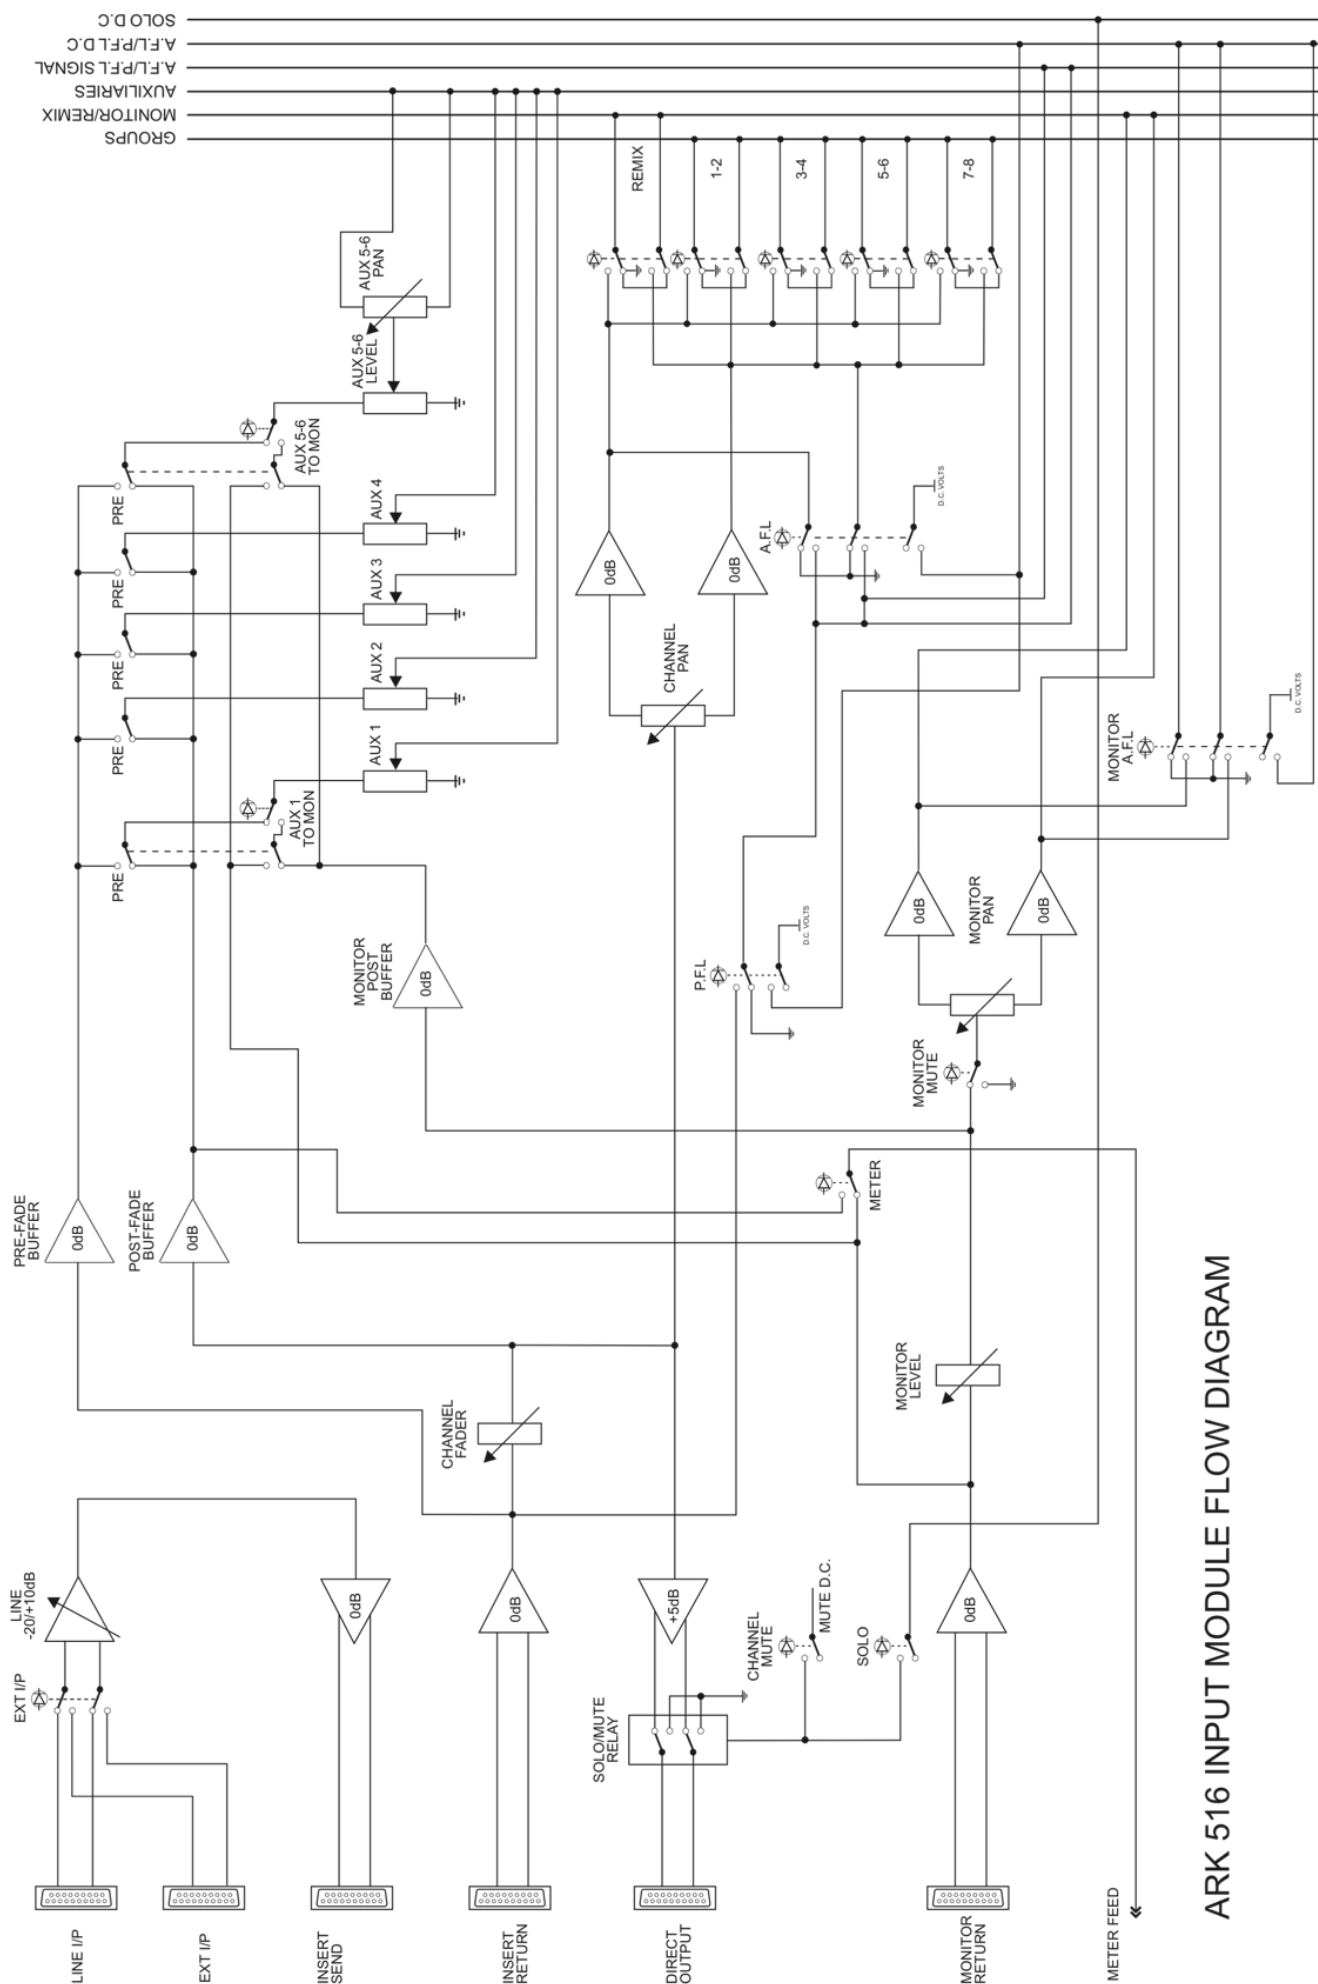 SOLO D.C
A.F.L/P.F.L D.C
A.F.L/P.F.L SIGNAL
AUXILIARIES
MONITOR/REMIX
GROUPS
LINE I/P
EXT I/P
INSERT
SEND
INSERT
RETURN
DIRECT
OUTPUT
MONITOR
RETURN
METER FEED
EXT I/P
LINE
-20/+10dB
0dB
0dB
SOLO/MUTE
RELAY
+5dB
CHANNEL
MUTE
MUTE D.C.
SOLO
0dB
PRE-FADE
BUFFER
0dB
POST-FADE
BUFFER
0dB
CHANNEL
FADER
MONITOR
LEVEL
METER
MONITOR
POST
BUFFER
0dB
PRE
PRE
PRE
PRE
PRE
AUX 1
TO MON
AUX 1
AUX 2
AUX 3
AUX 4
AUX 5-6
TO MON
AUX 5-6
LEVEL
AUX 5-6
PAN
CHANNEL
PAN
0dB
0dB
P.F.L
D.C. VOLTS
A.F.L
D.C. VOLTS
MONITOR
MUTE
MONITOR
PAN
0dB
0dB
MONITOR
A.F.L
D.C. VOLTS
REMIX
1-2
3-4
5-6
7-8
ARK 516 INPUT MODULE FLOW DIAGRAM